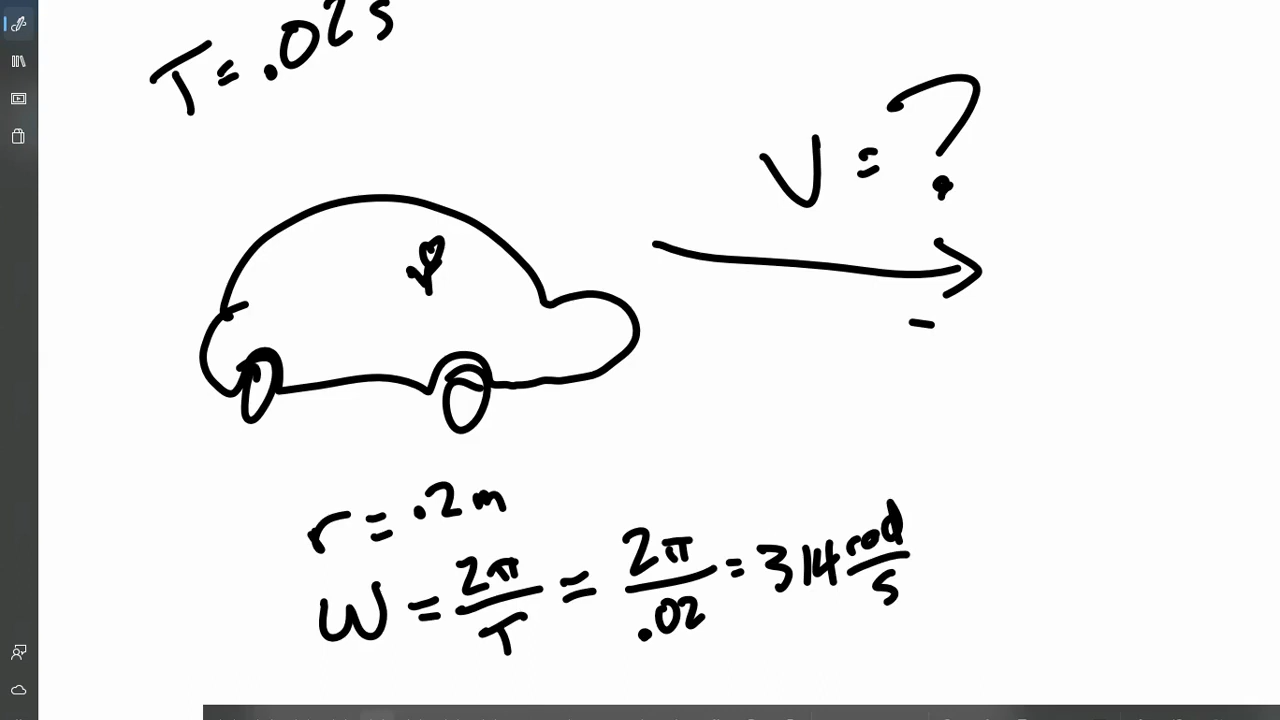 T = .02 s
V = ?
r = .2 m
W = 2π/T = 2π/.02 = 314 rad/s